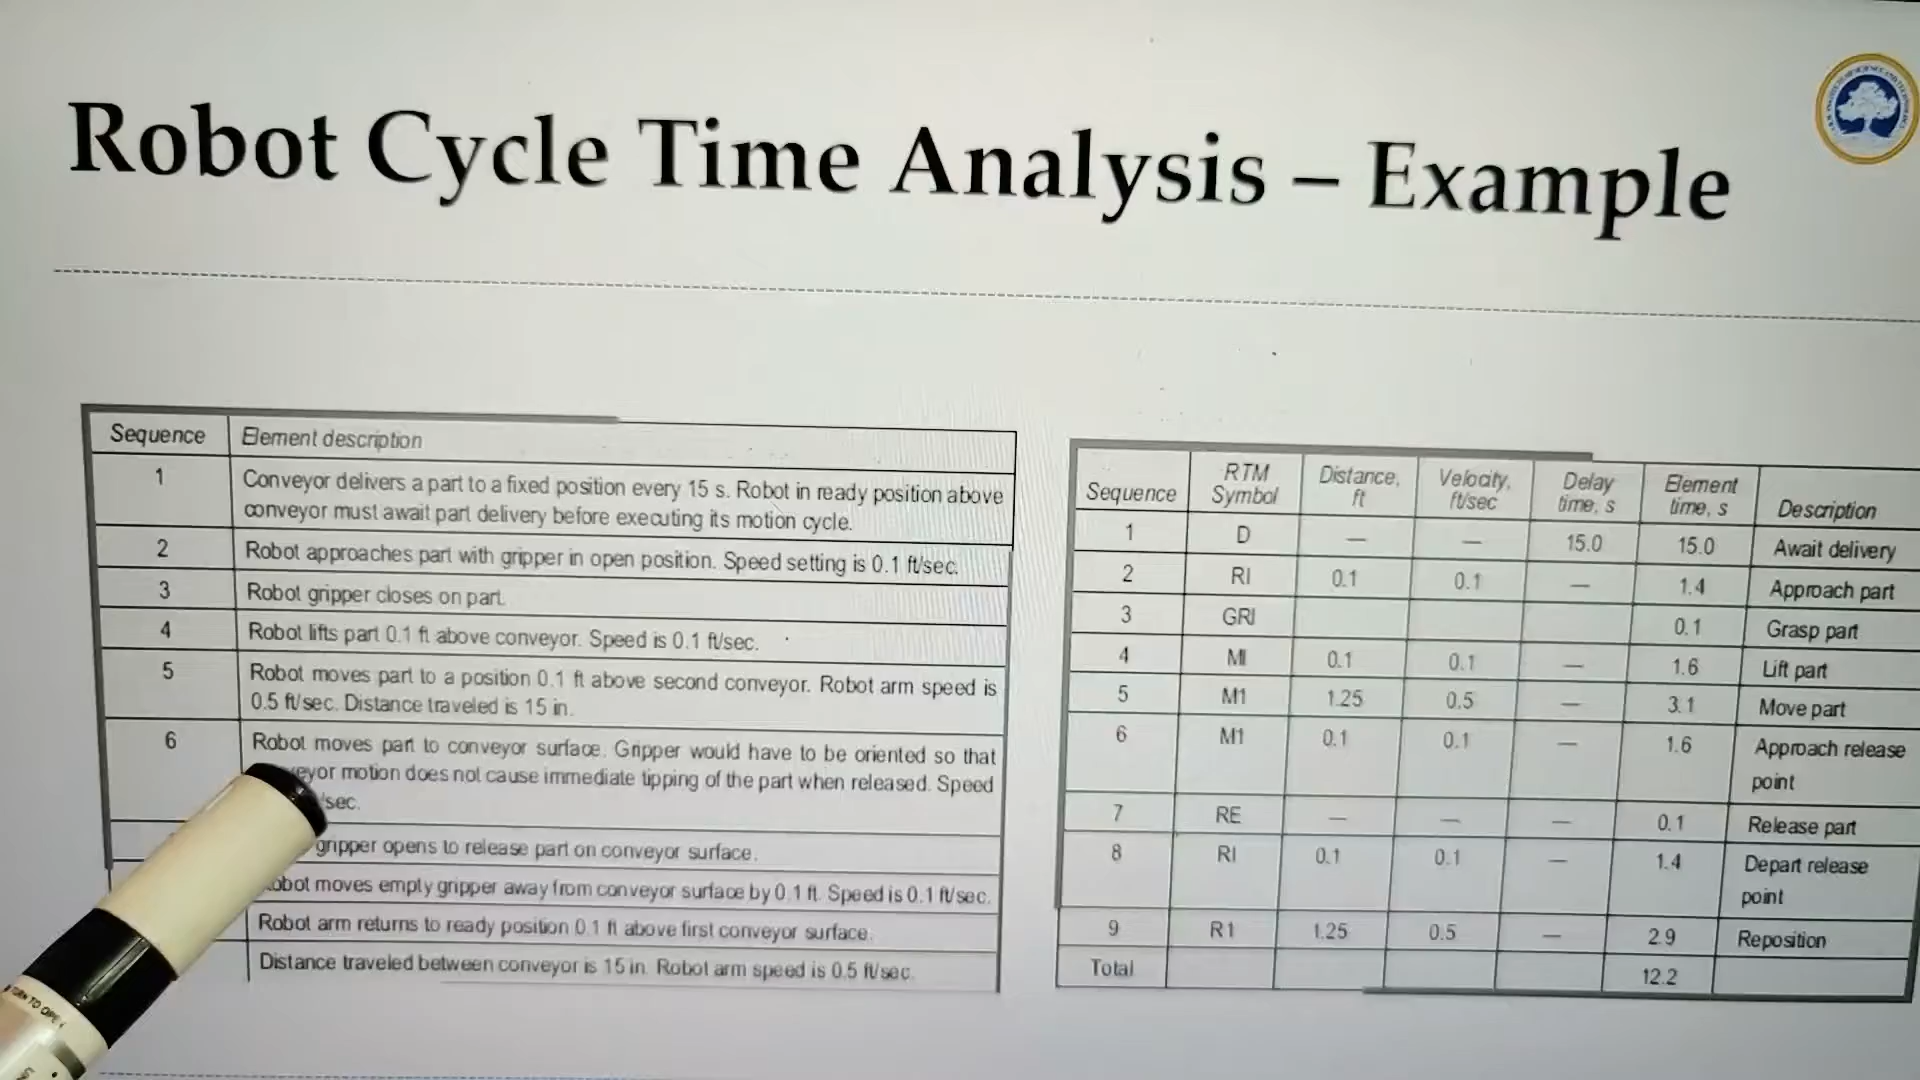 Robot Cycle Time Analysis – Example
Sequence Element description
1 Conveyor delivers a part to a fixed position every 15 s. Robot in ready position above
conveyor must await part delivery before executing its motion cycle.
2 Robot approaches part with gripper in open position. Speed setting is 0.1 ft/sec.
3 Robot gripper closes on part.
4 Robot lifts part 0.1 ft above conveyor. Speed is 0.1 ft/sec.
5 Robot moves part to a position 0.1 ft above second conveyor. Robot arm speed is
0.5 ft/sec. Distance traveled is 15 in.
6 Robot moves part to conveyor surface. Gripper would have to be oriented so that
motion does not cause immediate tipping of the part when released. Speed
/sec.
gripper opens to release part on conveyor surface.
moves empty gripper away from conveyor surface by 0.1 ft. Speed is 0.1 ft/sec.
Robot arm returns to ready position 0.1 ft above first conveyor surface.
Distance traveled between conveyor is 15 in. Robot arm speed is 0.5 ft/sec.
Sequence RTM Symbol Distance, ft Velocity, ft/sec Delay time, s Element time, s Description
1 D — — 15.0 15.0 Await delivery
2 RI 0.1 0.1 — 1.4 Approach part
3 GRI 0.1 Grasp part
4 MI 0.1 0.1 — 1.6 Lift part
5 M1 1.25 0.5 — 3.1 Move part
6 M1 0.1 0.1 — 1.6 Approach release
point
7 RE — — — 0.1 Release part
8 RI 0.1 0.1 — 1.4 Depart release
point
9 R1 1.25 0.5 — 2.9 Reposition
Total 12.2
TURN TO OPEN